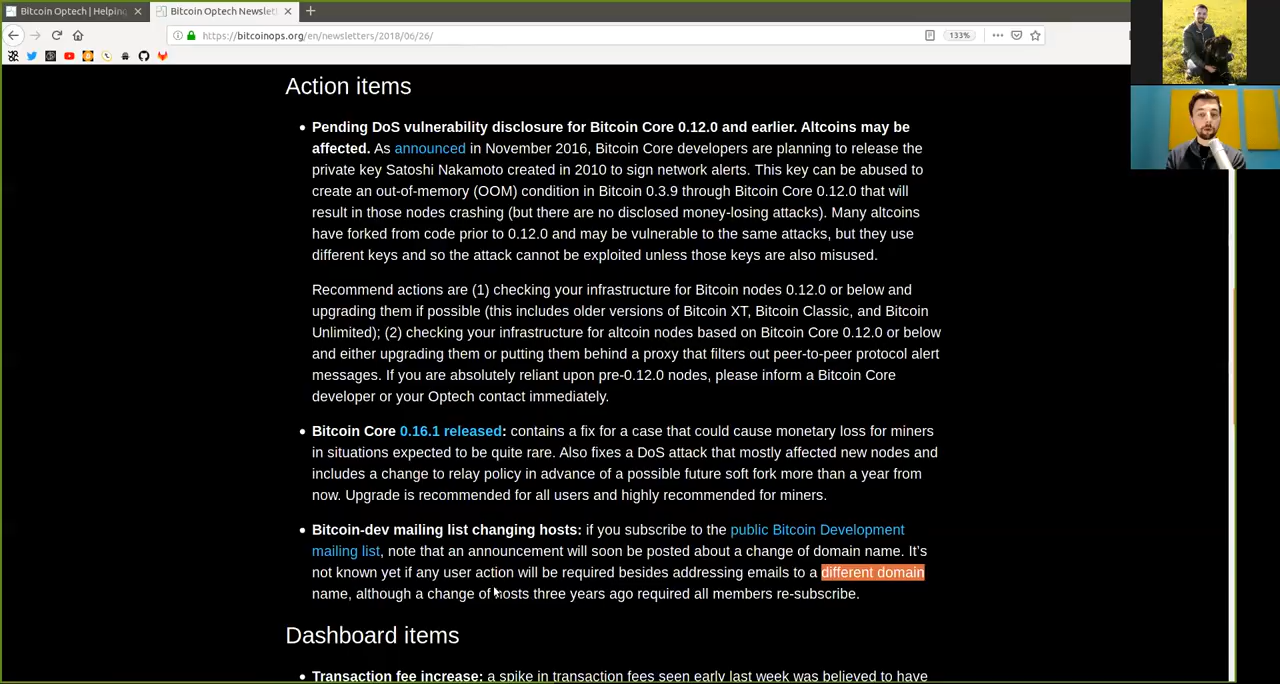 Bitcoin Optech | Helping
Bitcoin Optech Newslet
https://bitcoinops.org/en/newsletters/2018/06/26/
133%
Action items
Pending DoS vulnerability disclosure for Bitcoin Core 0.12.0 and earlier. Altcoins may be
affected. As announced in November 2016, Bitcoin Core developers are planning to release the
private key Satoshi Nakamoto created in 2010 to sign network alerts. This key can be abused to
create an out-of-memory (OOM) condition in Bitcoin 0.3.9 through Bitcoin Core 0.12.0 that will
result in those nodes crashing (but there are no disclosed money-losing attacks). Many altcoins
have forked from code prior to 0.12.0 and may be vulnerable to the same attacks, but they use
different keys and so the attack cannot be exploited unless those keys are also misused.
Recommend actions are (1) checking your infrastructure for Bitcoin nodes 0.12.0 or below and
upgrading them if possible (this includes older versions of Bitcoin XT, Bitcoin Classic, and Bitcoin
Unlimited); (2) checking your infrastructure for altcoin nodes based on Bitcoin Core 0.12.0 or below
and either upgrading them or putting them behind a proxy that filters out peer-to-peer protocol alert
messages. If you are absolutely reliant upon pre-0.12.0 nodes, please inform a Bitcoin Core
developer or your Optech contact immediately.
Bitcoin Core 0.16.1 released: contains a fix for a case that could cause monetary loss for miners
in situations expected to be quite rare. Also fixes a DoS attack that mostly affected new nodes and
includes a change to relay policy in advance of a possible future soft fork more than a year from
now. Upgrade is recommended for all users and highly recommended for miners.
Bitcoin-dev mailing list changing hosts: if you subscribe to the public Bitcoin Development
mailing list, note that an announcement will soon be posted about a change of domain name. It's
not known yet if any user action will be required besides addressing emails to a different domain
name, although a change of hosts three years ago required all members re-subscribe.
Dashboard items
Transaction fee increase: a spike in transaction fees seen early last week was believed to have